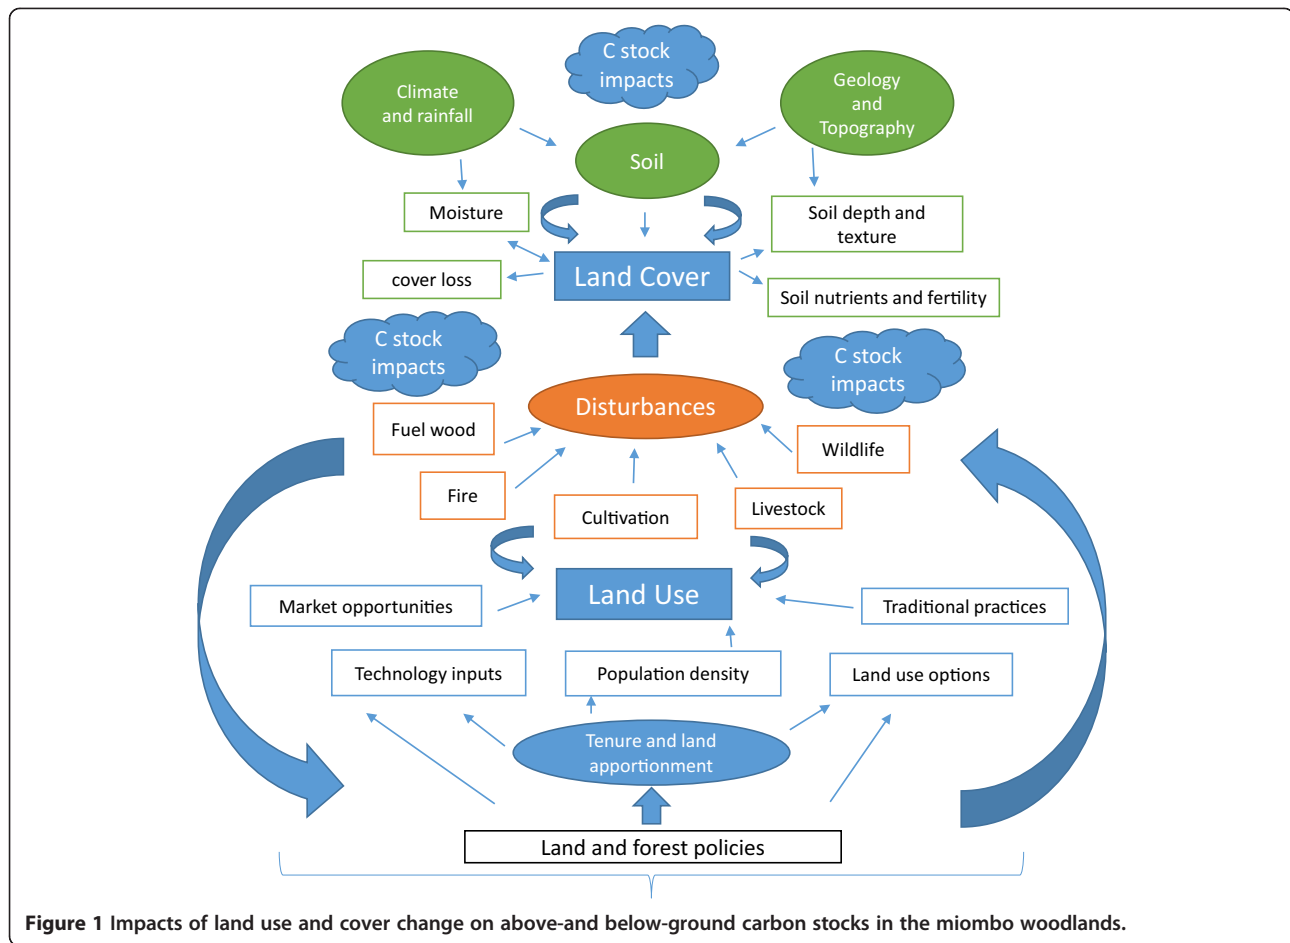 C stock
impacts
Climate
and rainfall
Geology
and
Topography
Soil
Moisture
Soil depth and
texture
Land Cover
cover loss
Soil nutrients and fertility
C stock
impacts
C stock
impacts
Disturbances
Fuel wood
Wildlife
Fire
Livestock
Cultivation
Land Use
Market opportunities
Traditional practices
Technology inputs
Population density
Land use options
Tenure and land
apportionment
Land and forest policies
Figure 1 Impacts of land use and cover change on above-and below-ground carbon stocks in the miombo woodlands.